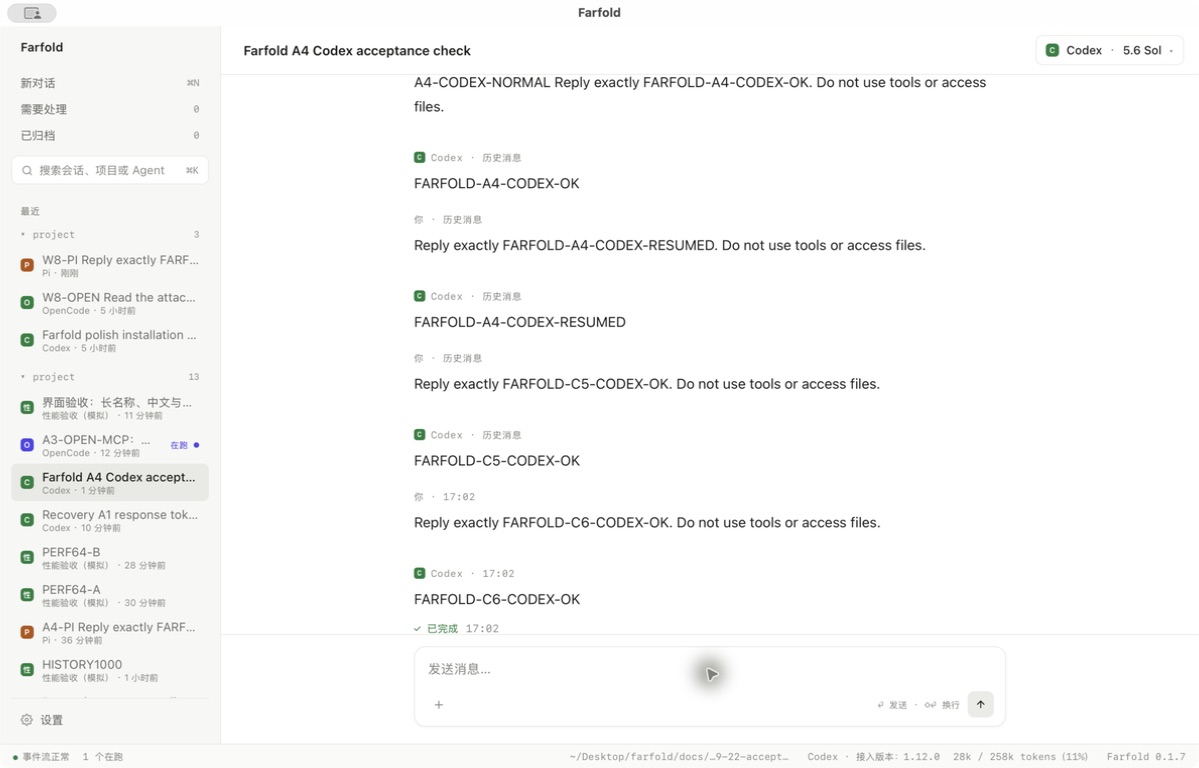 Farfold
Farfold
新对话 ⌘N
需要处理 0
已归档 0
搜索会话、项目或 Agent ⌘K
最近
project 3
P W8-PI Reply exactly FARF...
Pi · 刚刚
O W8-OPEN Read the attac...
OpenCode · 5 小时前
C Farfold polish installation ...
Codex · 5 小时前
project 13
性 界面验收：长名称、中文与...
性能验收（模拟） · 11 分钟前
O A3-OPEN-MCP: ... 在跑
OpenCode · 12 分钟前
C Farfold A4 Codex accept...
Codex · 1 分钟前
C Recovery A1 response tok...
Codex · 10 分钟前
性 PERF64-B
性能验收（模拟） · 28 分钟前
性 PERF64-A
性能验收（模拟） · 30 分钟前
P A4-PI Reply exactly FARF...
Pi · 36 分钟前
性 HISTORY1000
性能验收（模拟） · 1 小时前
设置
Farfold A4 Codex acceptance check
C Codex · 5.6 Sol
A4-CODEX-NORMAL Reply exactly FARFOLD-A4-CODEX-OK. Do not use tools or access
files.
C Codex · 历史消息
FARFOLD-A4-CODEX-OK
你 · 历史消息
Reply exactly FARFOLD-A4-CODEX-RESUMED. Do not use tools or access files.
C Codex · 历史消息
FARFOLD-A4-CODEX-RESUMED
你 · 历史消息
Reply exactly FARFOLD-C5-CODEX-OK. Do not use tools or access files.
C Codex · 历史消息
FARFOLD-C5-CODEX-OK
你 · 17:02
Reply exactly FARFOLD-C6-CODEX-OK. Do not use tools or access files.
C Codex · 17:02
FARFOLD-C6-CODEX-OK
✓ 已完成 17:02
发送消息...
+ ⏎ 发送 · ⇧⏎ 换行
事件流正常 1 个在跑 ~/Desktop/farfold/docs/…9-22-accept… Codex · 接入版本: 1.12.0 28k / 258k tokens (11%) Farfold 0.1.7